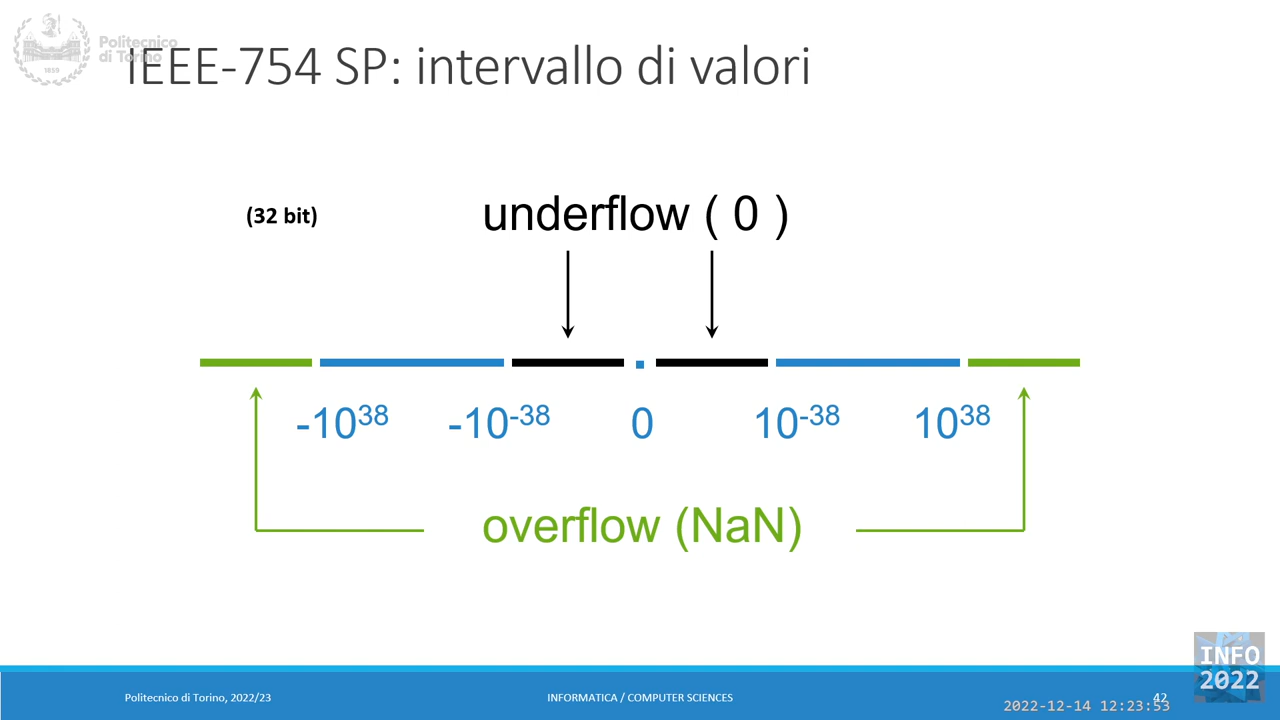 Politecnico
di Torino
1859
IEEE-754 SP: intervallo di valori
(32 bit)
underflow ( 0 )
-10³⁸ -10⁻³⁸ 0 10⁻³⁸ 10³⁸
overflow (NaN)
INFO
2022
Politecnico di Torino, 2022/23
INFORMATICA / COMPUTER SCIENCES
42
2022-12-14 12:23:53